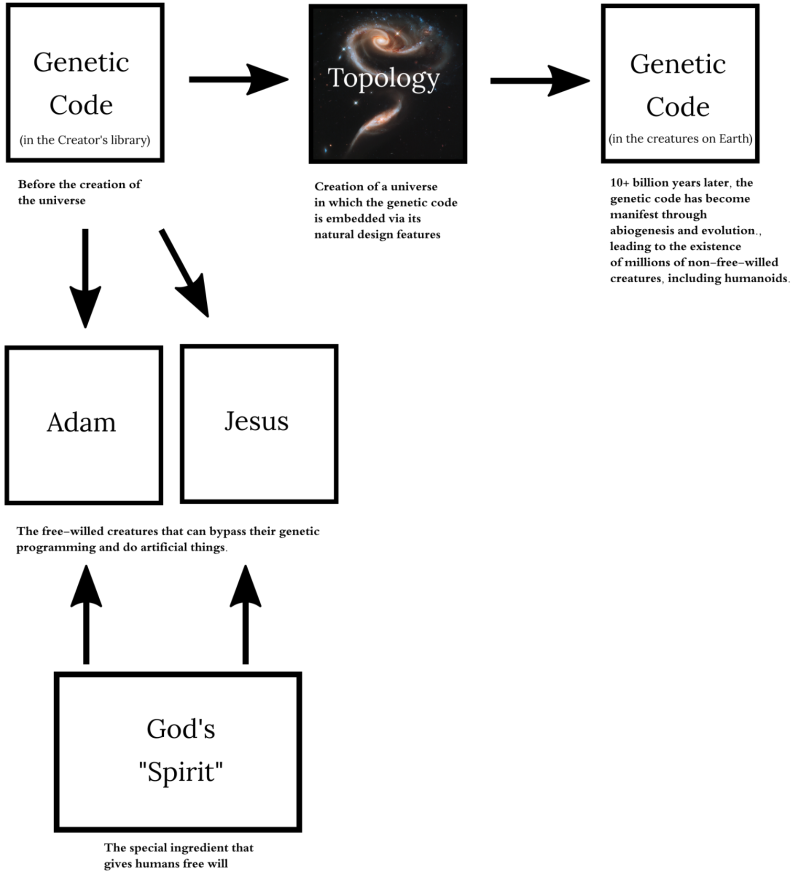 Genetic
Code
(in the Creator's library)
Before the creation of
the universe
Topology
Creation of a universe
in which the genetic code
is embedded via its
natural design features
Genetic
Code
(in the creatures on Earth)
10+ billion years later, the
genetic code has become
manifest through
abiogenesis and evolution.,
leading to the existence
of millions of non-free-willed
creatures, including humanoids.
Adam
Jesus
The free-willed creatures that can bypass their genetic
programming and do artificial things.
God's
"Spirit"
The special ingredient that
gives humans free will